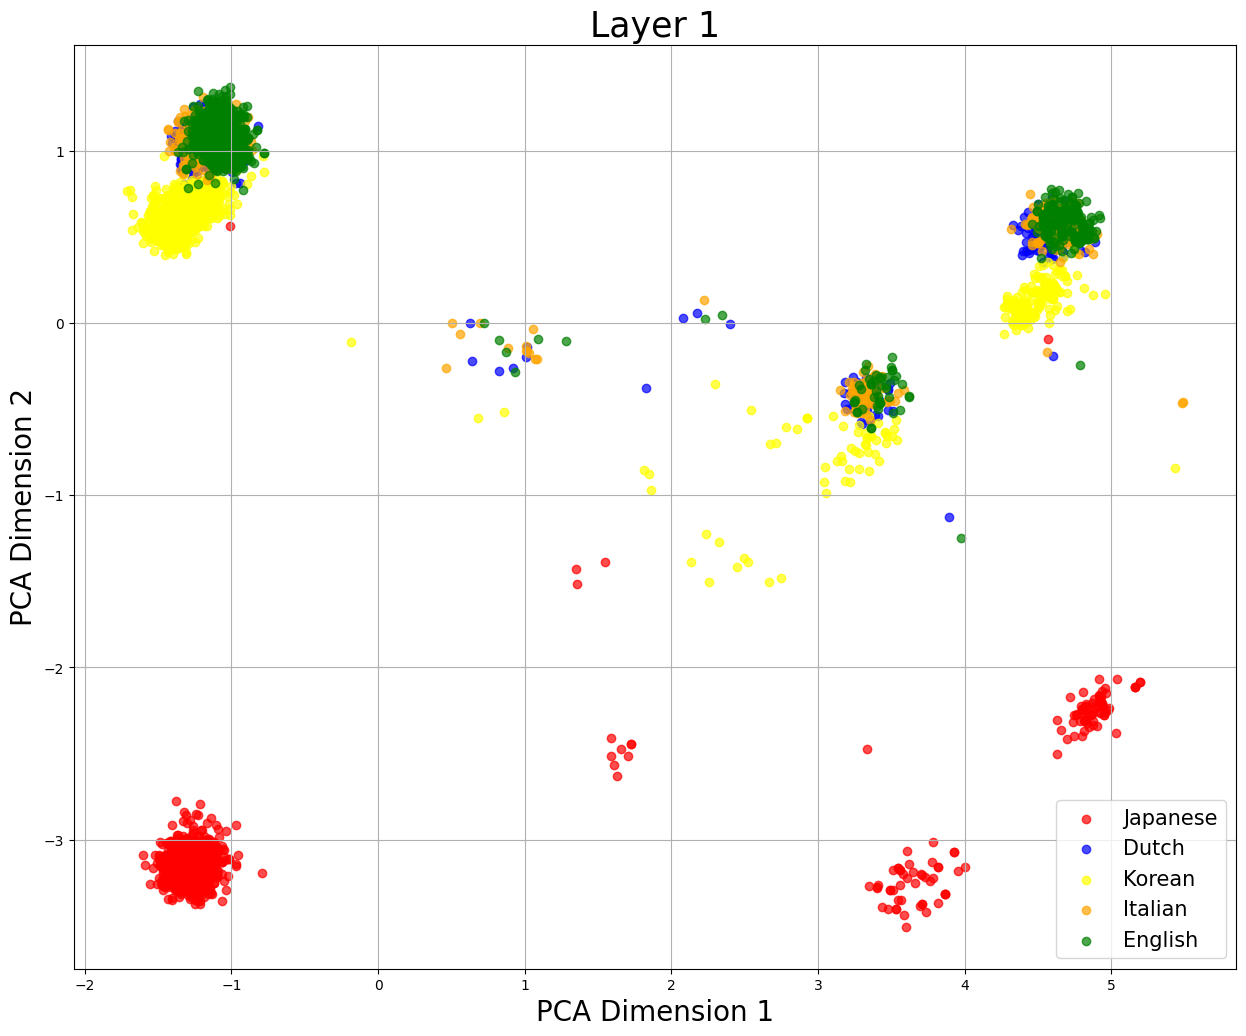 Layer 1
PCA Dimension 2
1
0
−1
−2
−3
−2
−1
0
1
2
3
4
5
PCA Dimension 1
Japanese
Dutch
Korean
Italian
English